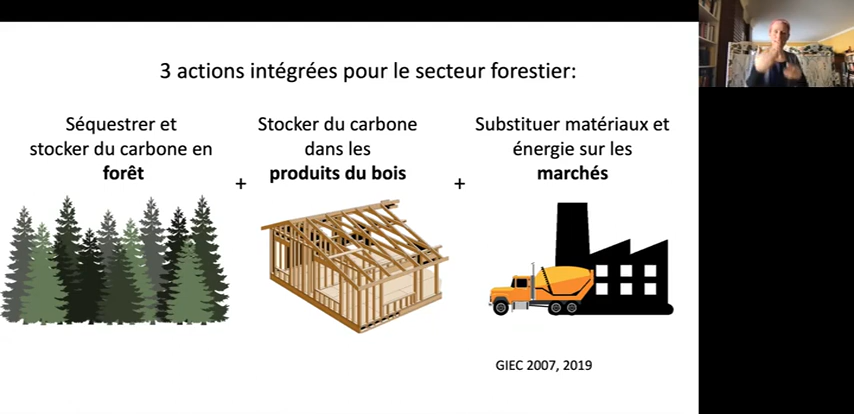 3 actions intégrées pour le secteur forestier:
Séquestrer et
stocker du carbone en
forêt
+
Stocker du carbone
dans les
produits du bois
+
Substituer matériaux et
énergie sur les
marchés
GIEC 2007, 2019